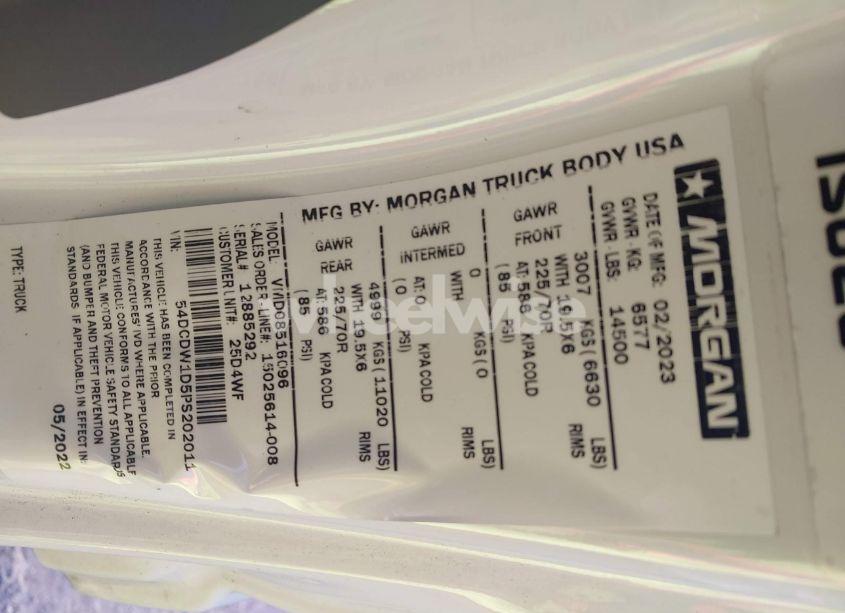 MORGAN
DATE OF MFG: 02/2023
GVWR - KG: 6577
GVWR - LBS: 14500
3007 KGS ( 6630 LBS)
GAWR FRONT
WITH 19.5X6 RIMS
225/70R
AT: 586 KPA COLD
( 85 PSI)
0 KGS ( 0 LBS)
GAWR INTERMED
WITH RIMS
AT: 0 KPA COLD
( 0 PSI)
4999 KGS ( 11020 LBS)
GAWR REAR
WITH 19.5X6 RIMS
225/70R
AT: 586 KPA COLD
( 85 PSI)
MFG BY: MORGAN TRUCK BODY USA
MODEL: VMD08516096
SALES ORDER - LINE#: 15025614-008
SERIAL# 12885292
CUSTOMER UNIT#: 25D4WF
VIN: 54DCDW1D5PS202011
THIS VEHICLE HAS BEEN COMPLETED IN
ACCORDANCE WITH THE PRIOR
MANUFACTURES' IVD WHERE APPLICABLE.
THIS VEHICLE CONFORMS TO ALL APPLICABLE
FEDERAL MOTOR VEHICLE SAFETY STANDARDS
(AND BUMPER AND THEFT PREVENTION
STANDARDS, IF APPLICABLE) IN EFFECT IN:
05/2022
TYPE: TRUCK
wheelwise